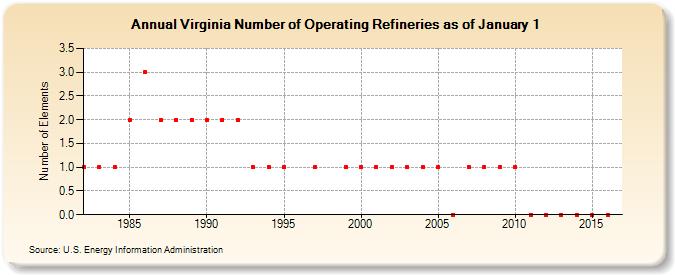 Annual Virginia Number of Operating Refineries as of January 1
Number of Elements
3.5
3.0
2.5
2.0
1.5
1.0
0.5
0.0
1985 1990 1995 2000 2005 2010 2015
Source: U.S. Energy Information Administration